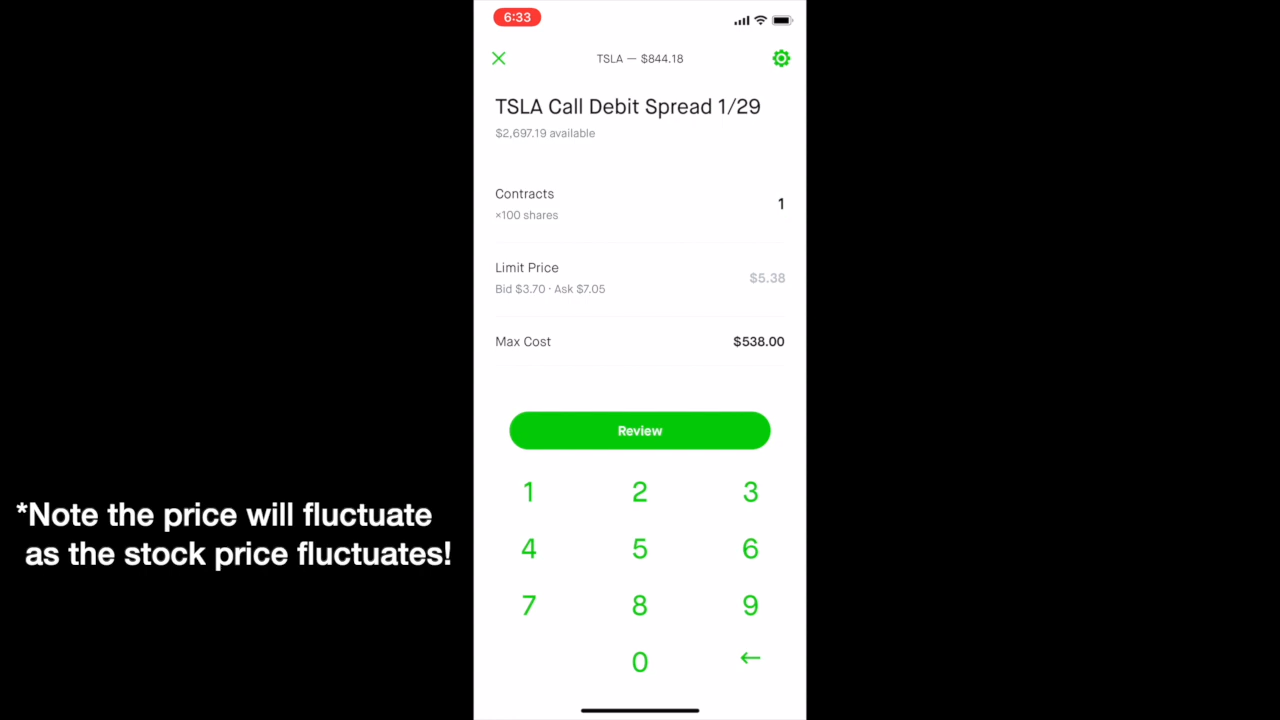 6:33
TSLA — $844.18
TSLA Call Debit Spread 1/29
$2,697.19 available
Contracts
×100 shares
1
Limit Price
Bid $3.70 · Ask $7.05
$5.38
Max Cost
$538.00
Review
1 2 3
4 5 6
7 8 9
0
*Note the price will fluctuate
as the stock price fluctuates!